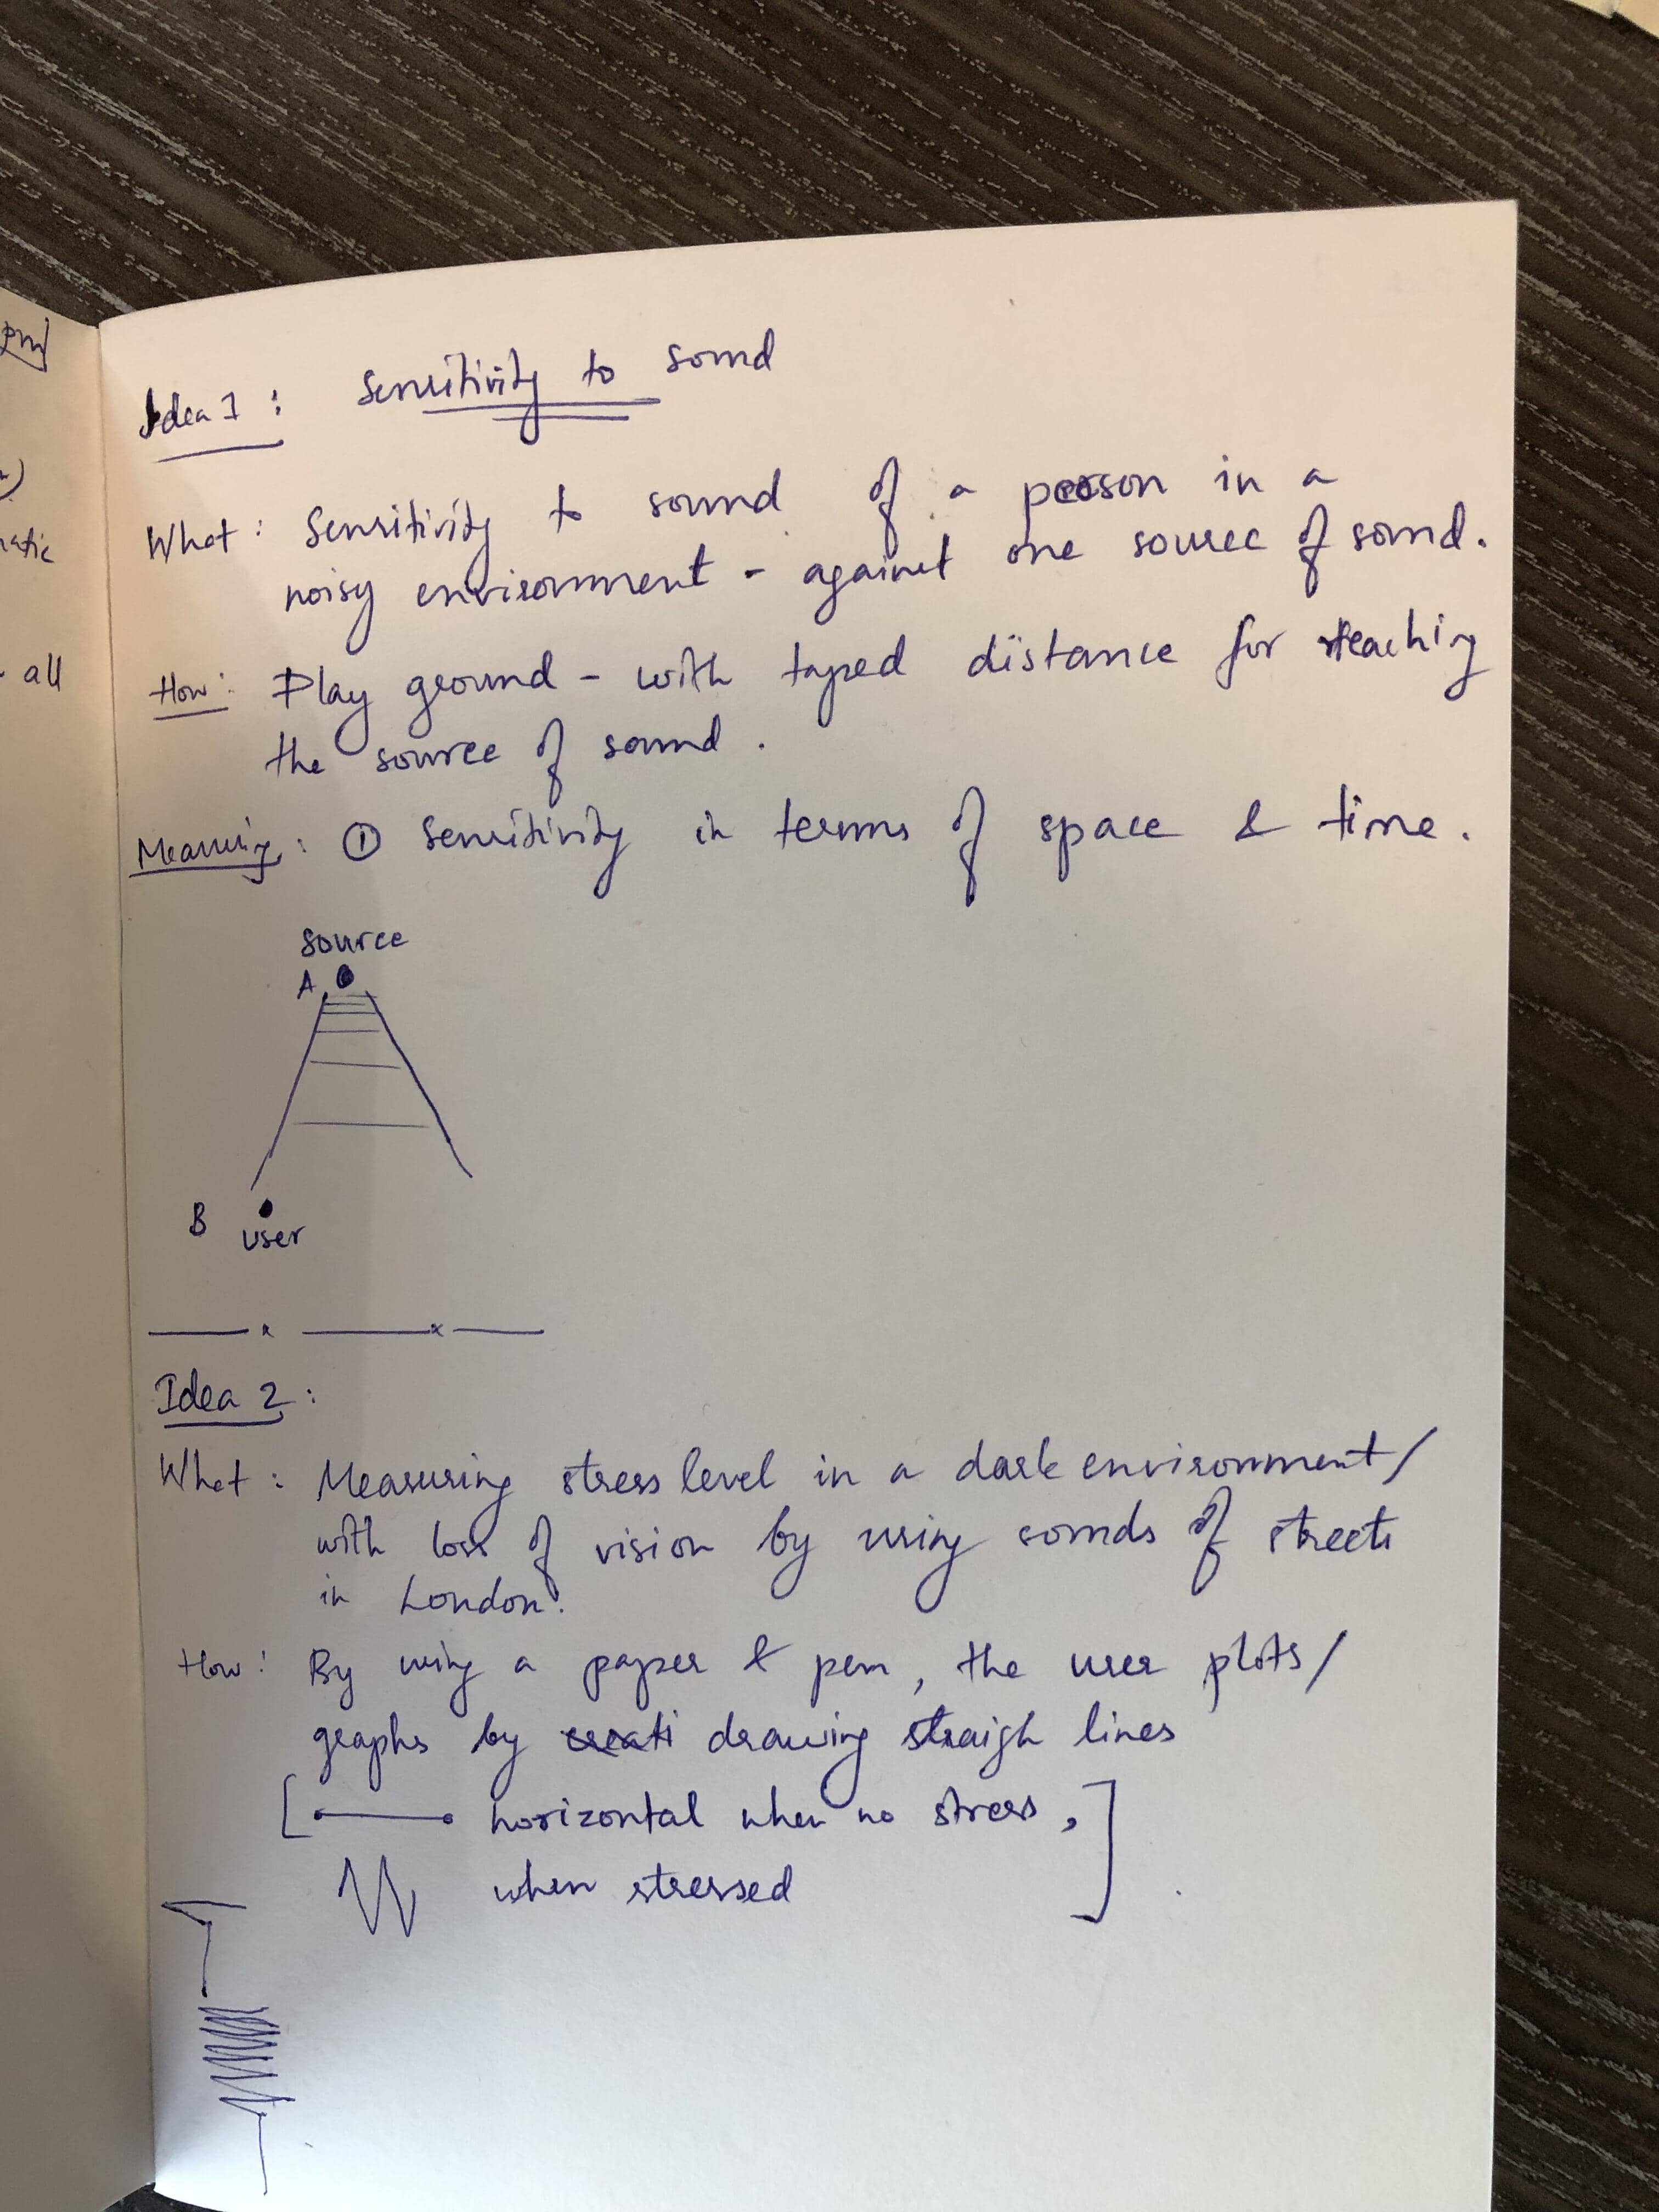 pm
atic
all
Idea 1 : Sensitivity to sound
What : Sensitivity to sound of a person in a
noisy environment - against one source of sound.
How : Play ground - with taped distance for reaching
the source of sound .
Meaning : ① Sensitivity in terms of space & time .
source
A
B
user
Idea 2 :
What : Measuring stress level in a dark environment/
with loss of vision by using sounds of streets
in London.
How : By using a paper & pen, the user plots/
graphs by creati drawing straigh lines
[ horizontal when no stress , ]
when stressed